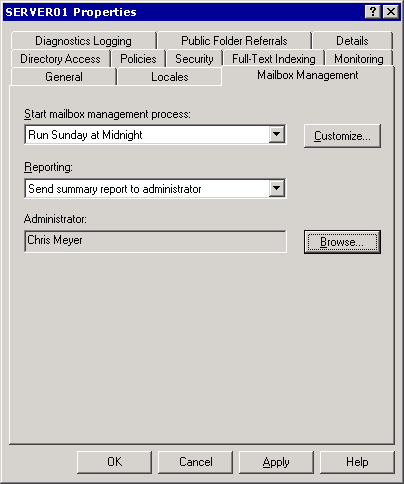 SERVER01 Properties
Diagnostics Logging Public Folder Referrals Details
Directory Access Policies Security Full-Text Indexing Monitoring
General Locales Mailbox Management
Start mailbox management process:
Run Sunday at Midnight Customize...
Reporting:
Send summary report to administrator
Administrator:
Chris Meyer Browse...
OK Cancel Apply Help